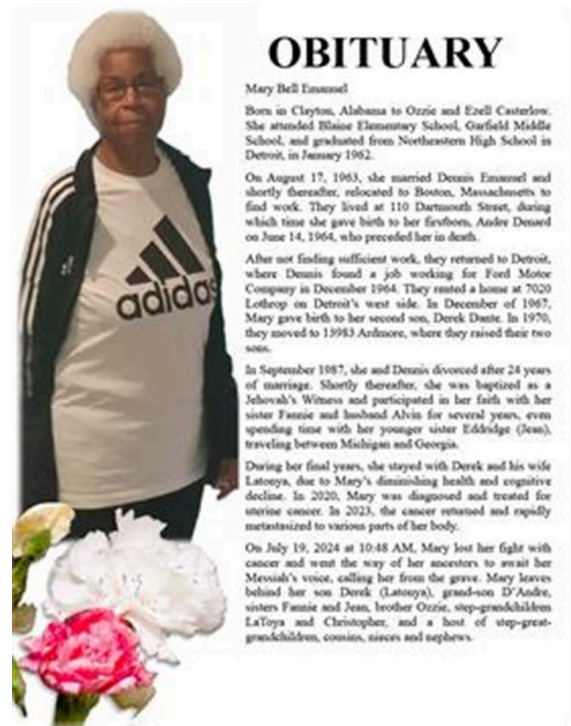 OBITUARY
Mary Bell Emanuel
Born in Clayton, Alabama to Ozzie and Ezell Casterlow.
She attended Blaine Elementary School, Garfield Middle
School, and graduated from Northeastern High School in
Detroit, in January 1962.
On August 17, 1963, she married Dennis Emanuel and
shortly thereafter, relocated to Boston, Massachusetts to
find work. They lived at 110 Dartmouth Street, during
which time she gave birth to her firstborn, Andre Denard
on June 14, 1964, who preceded her in death.
After not finding sufficient work, they returned to Detroit,
where Dennis found a job working for Ford Motor
Company in December 1964. They rented a home at 7020
Lothrop on Detroit's west side. In December of 1967,
Mary gave birth to her second son, Derek Dante. In 1970,
they moved to 13983 Ardmore, where they raised their two
sons.
In September 1987, she and Dennis divorced after 24 years
of marriage. Shortly thereafter, she was baptized as a
Jehovah's Witness and participated in her faith with her
sister Fannie and husband Alvin for several years, even
spending time with her younger sister Eddridge (Jean),
traveling between Michigan and Georgia.
During her final years, she stayed with Derek and his wife
Latonya, due to Mary's diminishing health and cognitive
decline. In 2020, Mary was diagnosed and treated for
uterine cancer. In 2023, the cancer returned and rapidly
metastasized to various parts of her body.
On July 19, 2024 at 10:48 AM, Mary lost her fight with
cancer and went the way of her ancestors to await her
Messiah's voice, calling her from the grave. Mary leaves
behind her son Derek (Latonya), grand-son D'Andre,
sisters Fannie and Jean, brother Ozzie, step-grandchildren
LaToya and Christopher, and a host of step-great-
grandchildren, cousins, nieces and nephews.
adidas